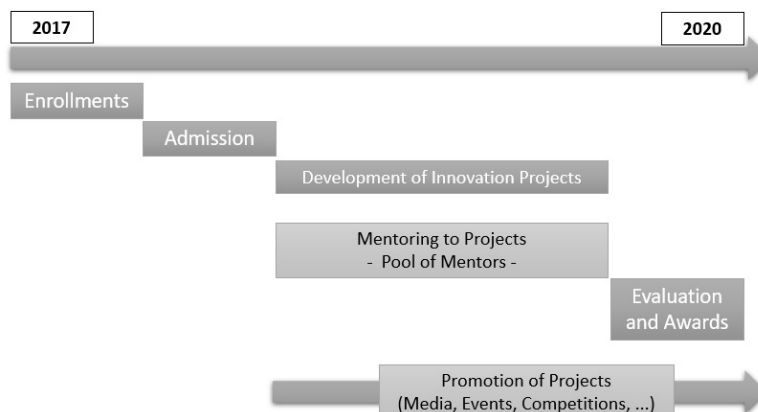 2017
2020
Enrollments
Admission
Development of Innovation Projects
Mentoring to Projects
- Pool of Mentors -
Evaluation
and Awards
Promotion of Projects
(Media, Events, Competitions, ...)